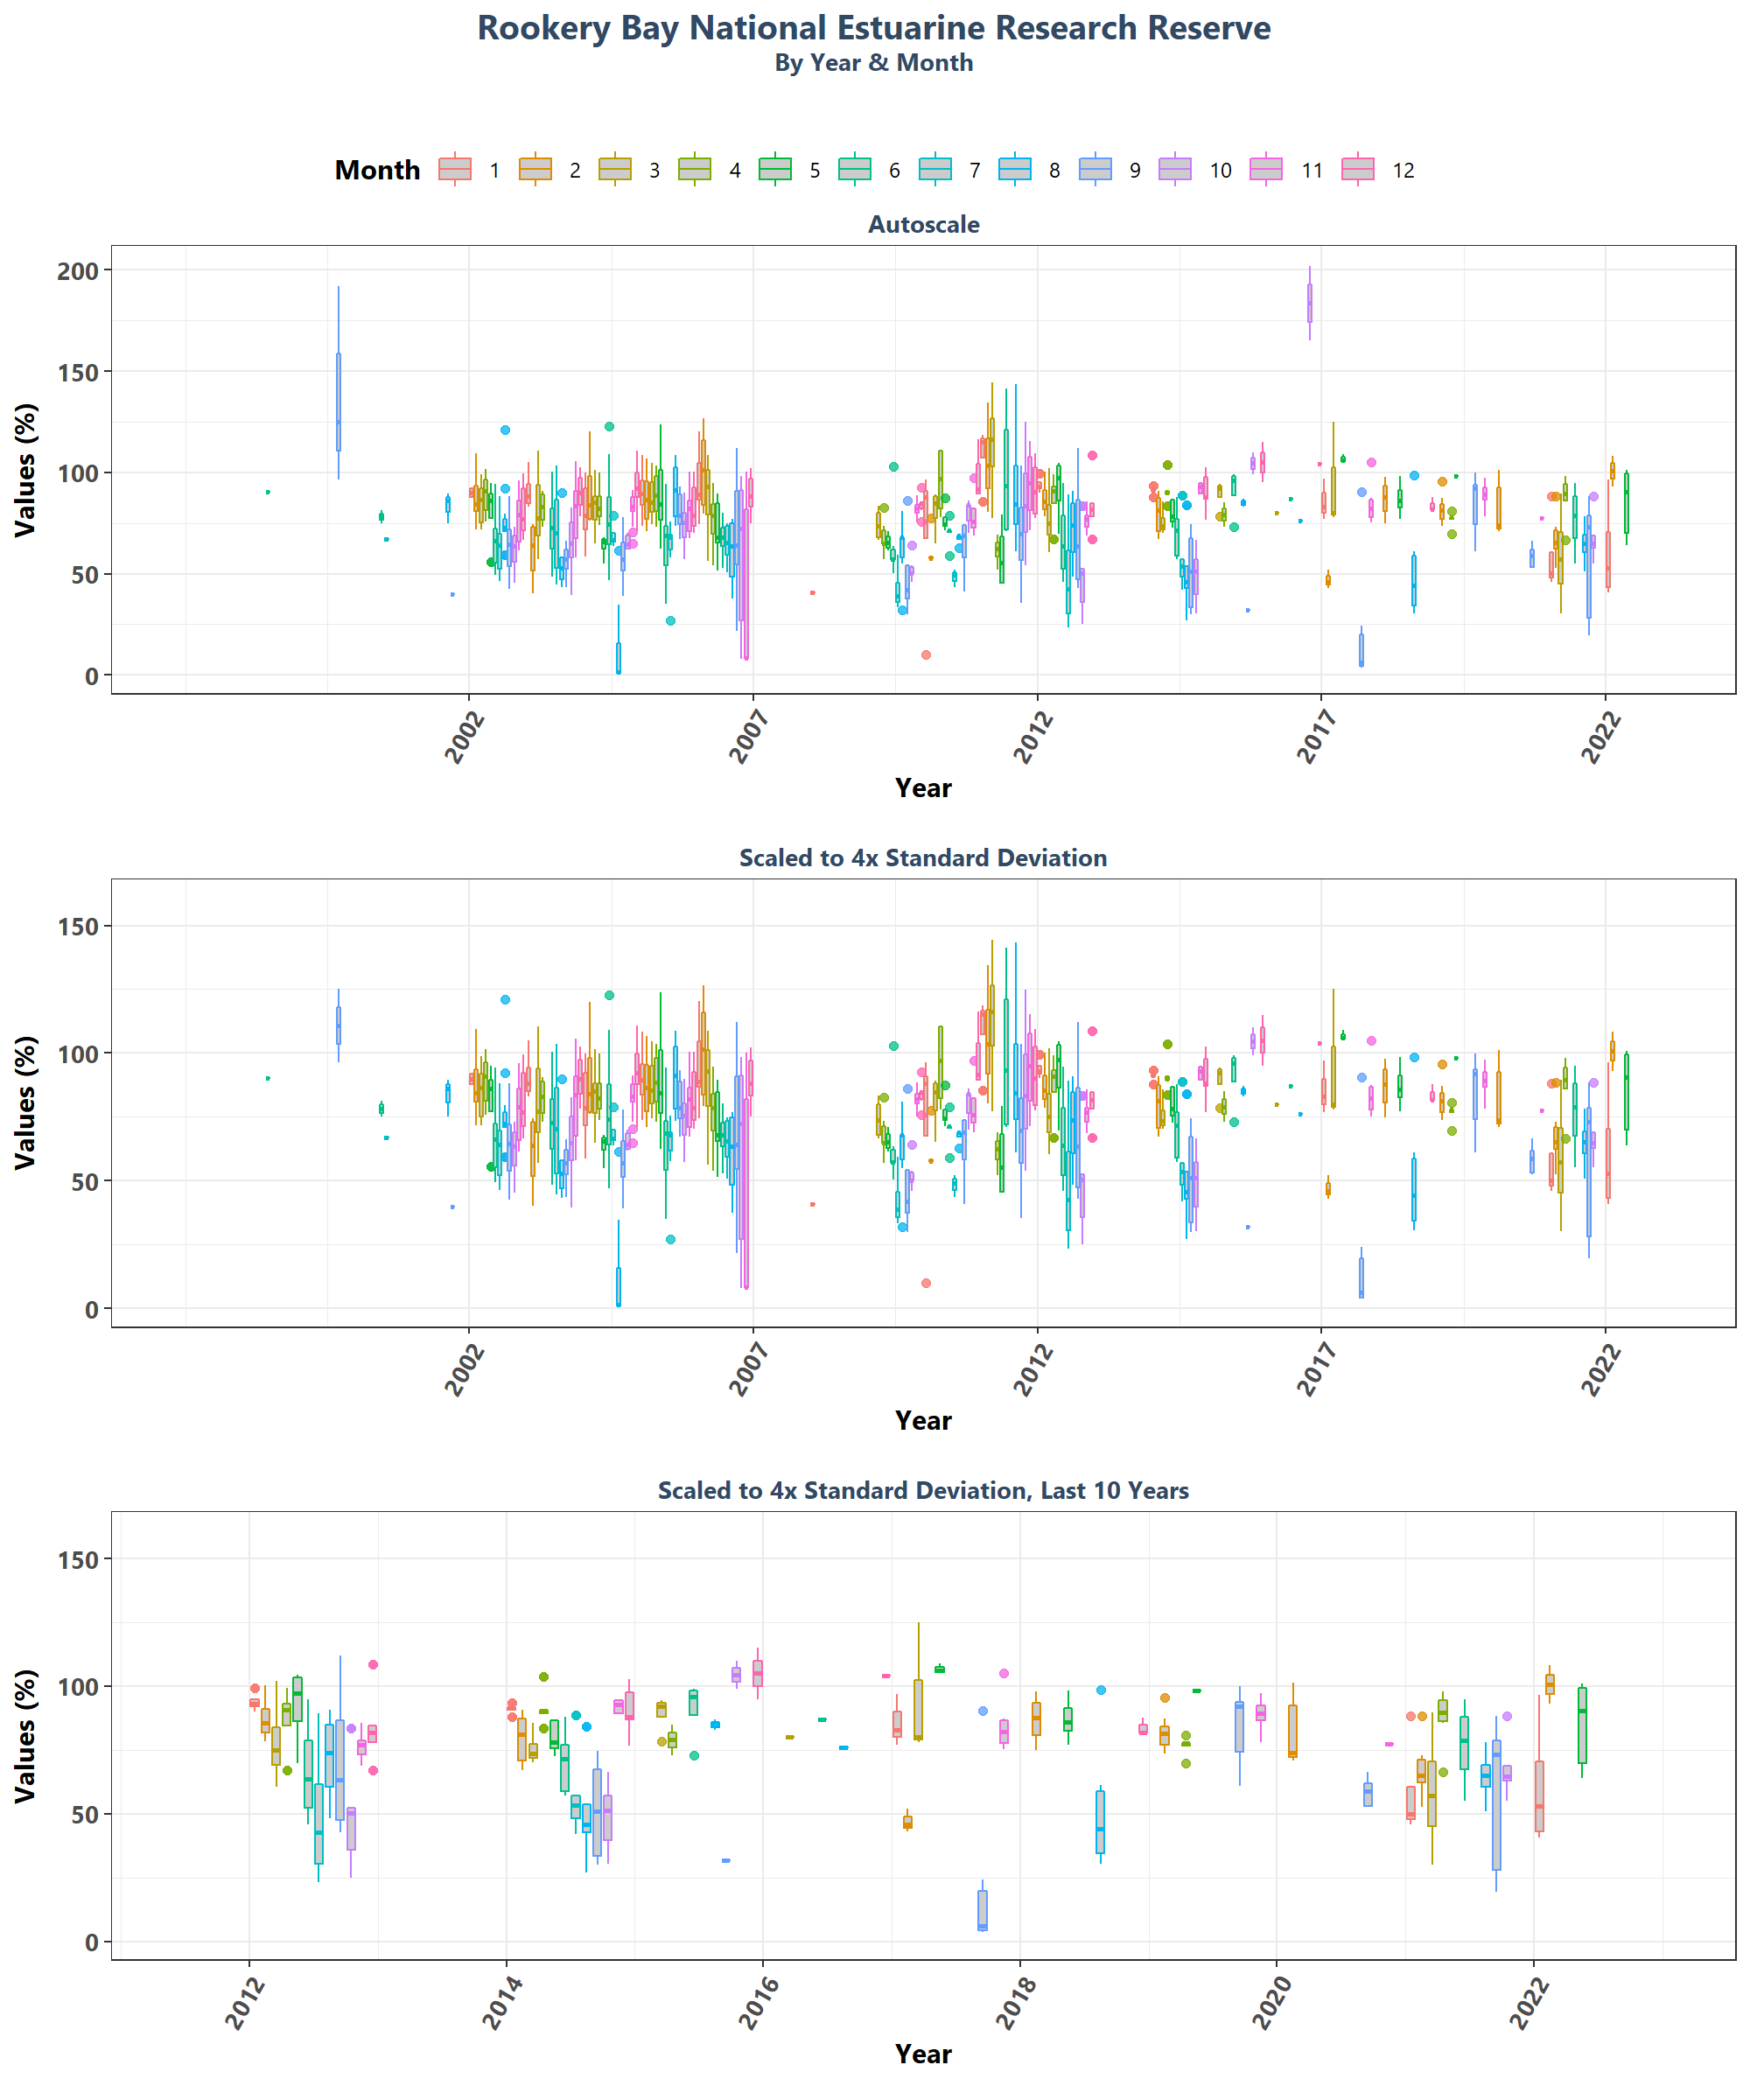 Rookery Bay National Estuarine Research Reserve
By Year & Month
Month 1 2 3 4 5 6 7 8 9 10 11 12
Autoscale
Values (%)
200
150
100
50
0
2002 2007 2012 2017 2022
Year
Scaled to 4x Standard Deviation
Values (%)
150
100
50
0
2002 2007 2012 2017 2022
Year
Scaled to 4x Standard Deviation, Last 10 Years
Values (%)
150
100
50
0
2012 2014 2016 2018 2020 2022
Year